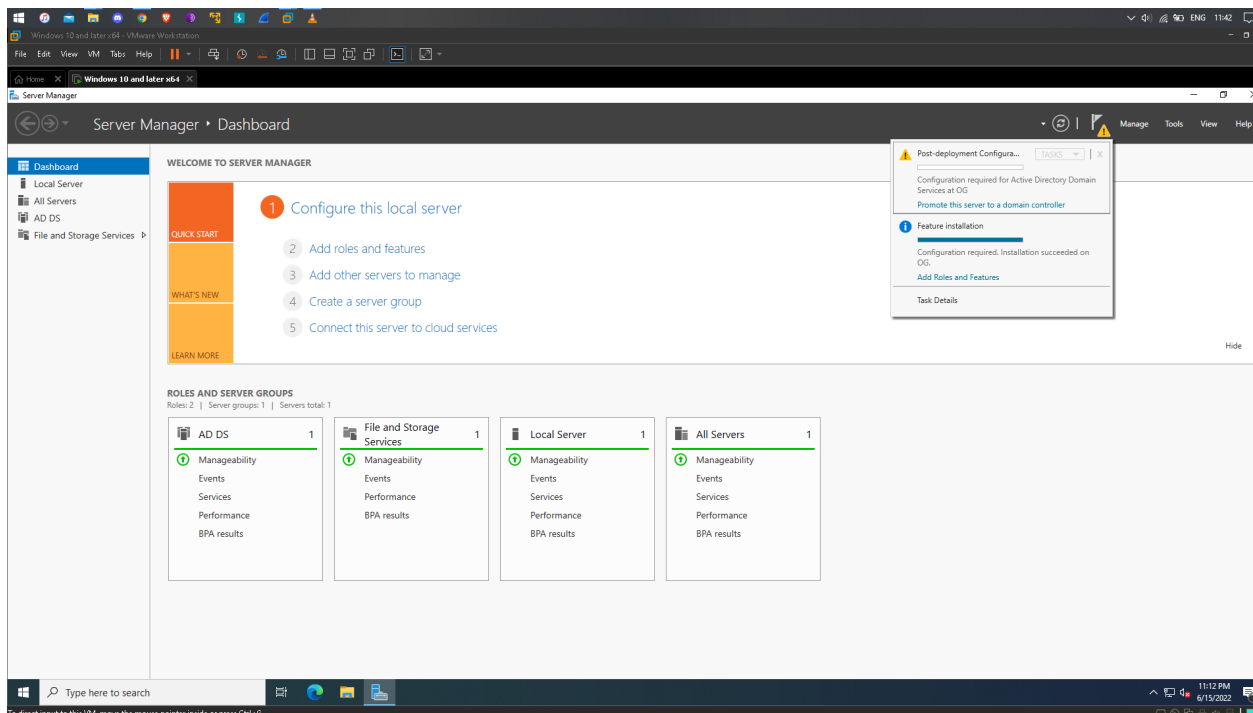 ENG 11:42
Windows 10 and later x64 - VMware Workstation
File Edit View VM Tabs Help
Home Windows 10 and later x64
Server Manager
Server Manager • Dashboard
Manage Tools View Help
Dashboard
Local Server
All Servers
AD DS
File and Storage Services
WELCOME TO SERVER MANAGER
QUICK START
WHAT'S NEW
LEARN MORE
1 Configure this local server
2 Add roles and features
3 Add other servers to manage
4 Create a server group
5 Connect this server to cloud services
Hide
Post-deployment Configura... TASKS X
Configuration required for Active Directory Domain
Services at OG
Promote this server to a domain controller
Feature installation
Configuration required. Installation succeeded on
OG.
Add Roles and Features
Task Details
ROLES AND SERVER GROUPS
Roles: 2 | Server groups: 1 | Servers total: 1
AD DS 1
Manageability
Events
Services
Performance
BPA results
File and Storage
Services 1
Manageability
Events
Performance
BPA results
Local Server 1
Manageability
Events
Services
Performance
BPA results
All Servers 1
Manageability
Events
Services
Performance
BPA results
Type here to search
11:12 PM
6/15/2022